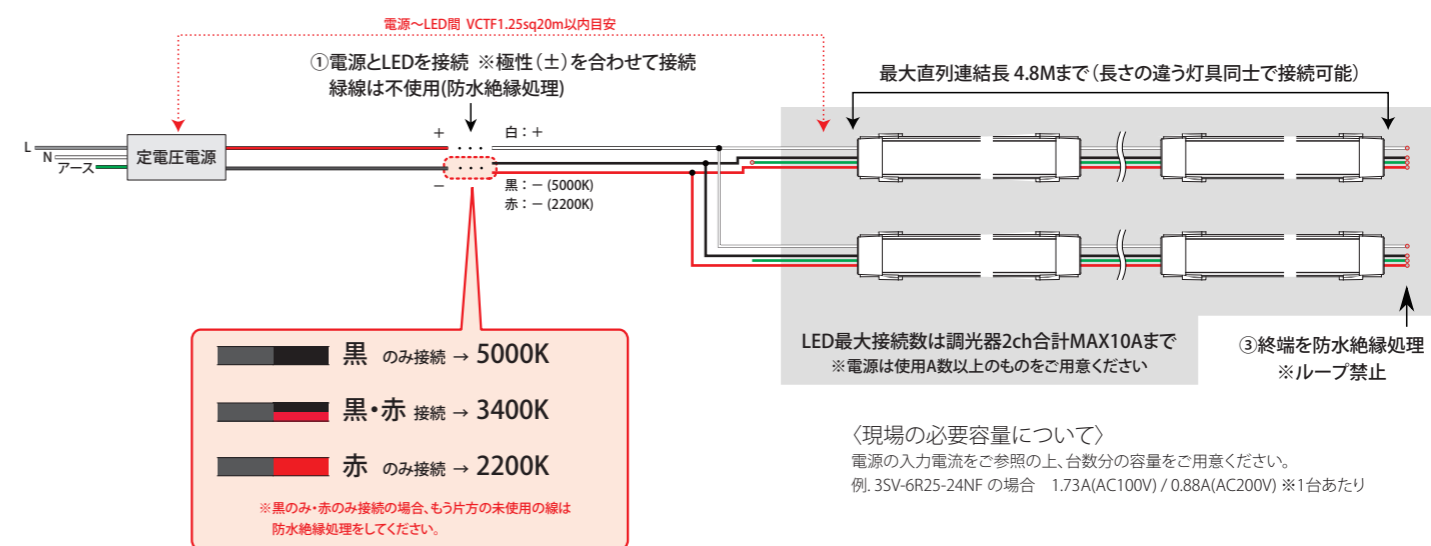 電源~LED間 VCTF1.25sq20m以内目安
①電源とLEDを接続 ※極性(±)を合わせて接続
緑線は不使用(防水絶縁処理)
最大直列連結長 4.8Mまで(長さの違う灯具同士で接続可能)
L
N
アース
定電圧電源
+
白:+
−
黒:− (5000K)
赤:− (2200K)
黒 のみ接続 → 5000K
黒・赤 接続 → 3400K
赤 のみ接続 → 2200K
※黒のみ・赤のみ接続の場合、もう片方の未使用の線は
防水絶縁処理をしてください。
LED最大接続数は調光器2ch合計MAX10Aまで
※電源は使用A数以上のものをご用意ください
③終端を防水絶縁処理
※ループ禁止
〈現場の必要容量について〉
電源の入力電流をご参照の上、台数分の容量をご用意ください。
例. 3SV-6R25-24NF の場合 1.73A(AC100V) / 0.88A(AC200V) ※1台あたり